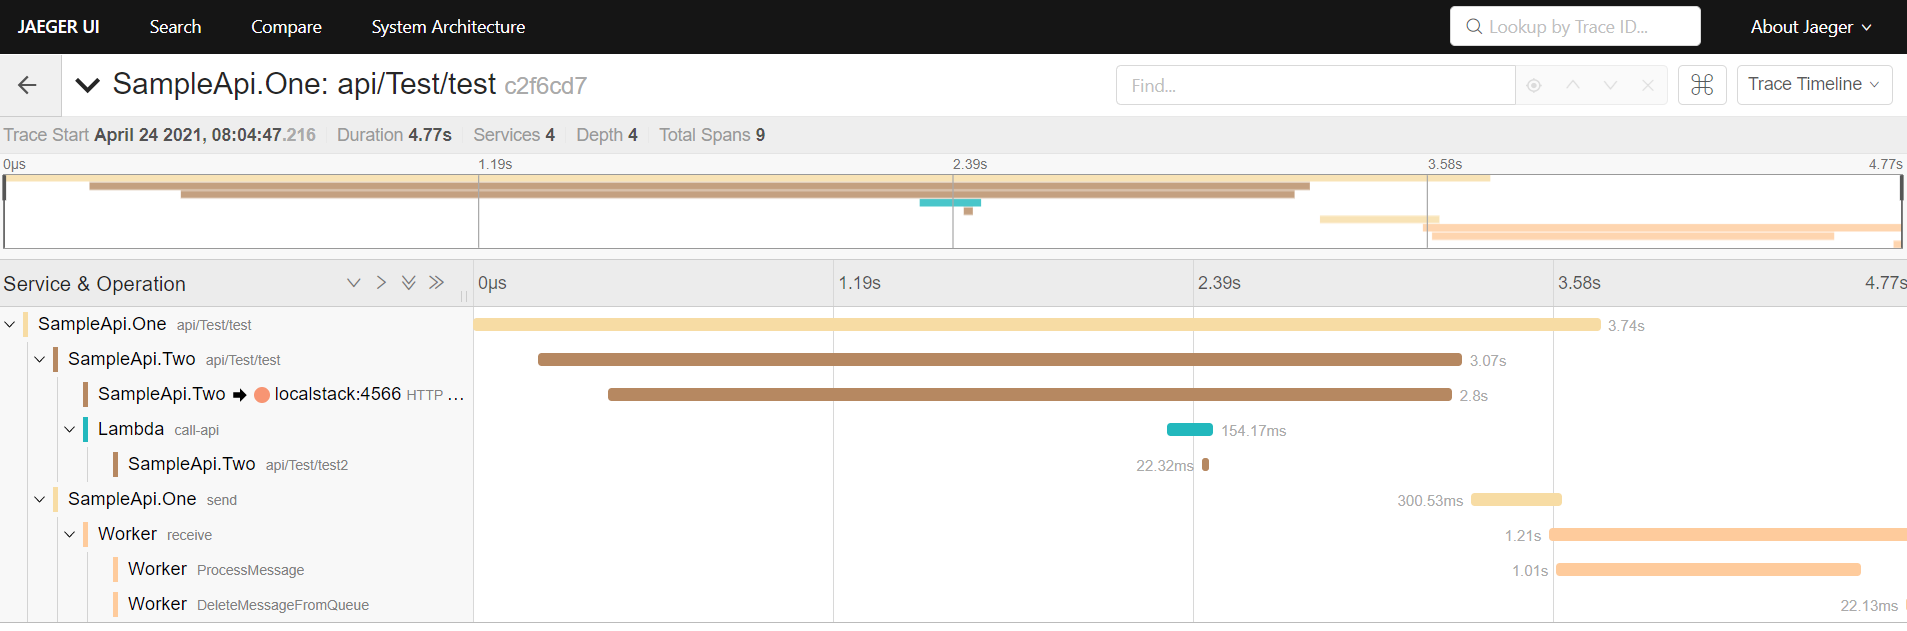 JAEGER UI Search Compare System Architecture Lookup by Trace ID... About Jaeger
SampleApi.One: api/Test/test c2f6cd7 Find... Trace Timeline
Trace Start April 24 2021, 08:04:47.216 Duration 4.77s Services 4 Depth 4 Total Spans 9
0μs 1.19s 2.39s 3.58s 4.77s
Service & Operation 0μs 1.19s 2.39s 3.58s 4.77s
SampleApi.One api/Test/test 3.74s
SampleApi.Two api/Test/test 3.07s
SampleApi.Two localstack:4566 HTTP ... 2.8s
Lambda call-api 154.17ms
SampleApi.Two api/Test/test2 22.32ms
SampleApi.One send 300.53ms
Worker receive 1.21s
Worker ProcessMessage 1.01s
Worker DeleteMessageFromQueue 22.13ms